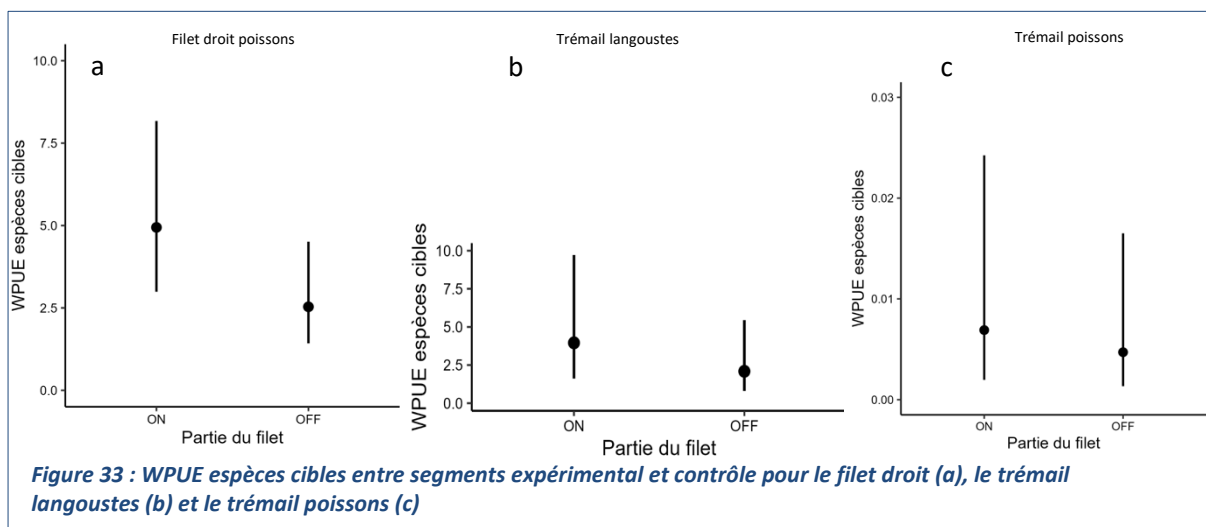 Filet droit poissons
a
10.0
7.5
5.0
2.5
0.0
WPUE espèces cibles
ON
OFF
Partie du filet
Trémail langoustes
b
10.0
7.5
5.0
2.5
0.0
WPUE espèces cibles
ON
OFF
Partie du filet
Trémail poissons
c
0.03
0.02
0.01
0.00
WPUE espèces cibles
ON
OFF
Partie du filet
Figure 33 : WPUE espèces cibles entre segments expérimental et contrôle pour le filet droit (a), le trémail
langoustes (b) et le trémail poissons (c)